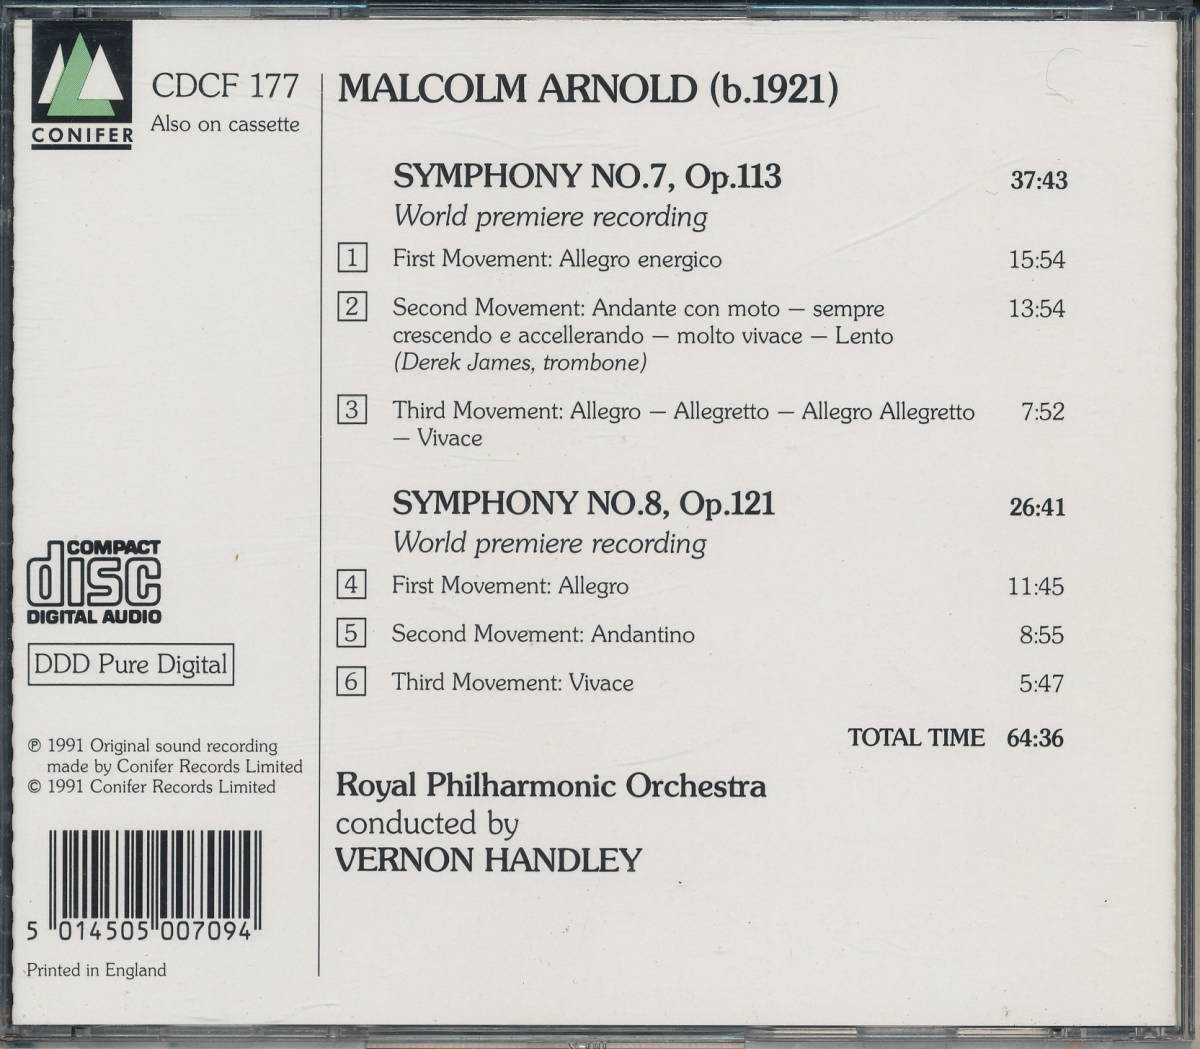 CONIFER
CDCF 177
Also on cassette
MALCOLM ARNOLD (b.1921)
SYMPHONY NO.7, Op.113 37:43
World premiere recording
1 First Movement: Allegro energico 15:54
2 Second Movement: Andante con moto – sempre 13:54
crescendo e accellerando – molto vivace – Lento
(Derek James, trombone)
3 Third Movement: Allegro – Allegretto – Allegro Allegretto 7:52
– Vivace
SYMPHONY NO.8, Op.121 26:41
World premiere recording
4 First Movement: Allegro 11:45
5 Second Movement: Andantino 8:55
6 Third Movement: Vivace 5:47
TOTAL TIME 64:36
Royal Philharmonic Orchestra
conducted by
VERNON HANDLEY
COMPACT
disc
DIGITAL AUDIO
DDD Pure Digital
℗ 1991 Original sound recording
made by Conifer Records Limited
© 1991 Conifer Records Limited
5 014505 007094
Printed in England